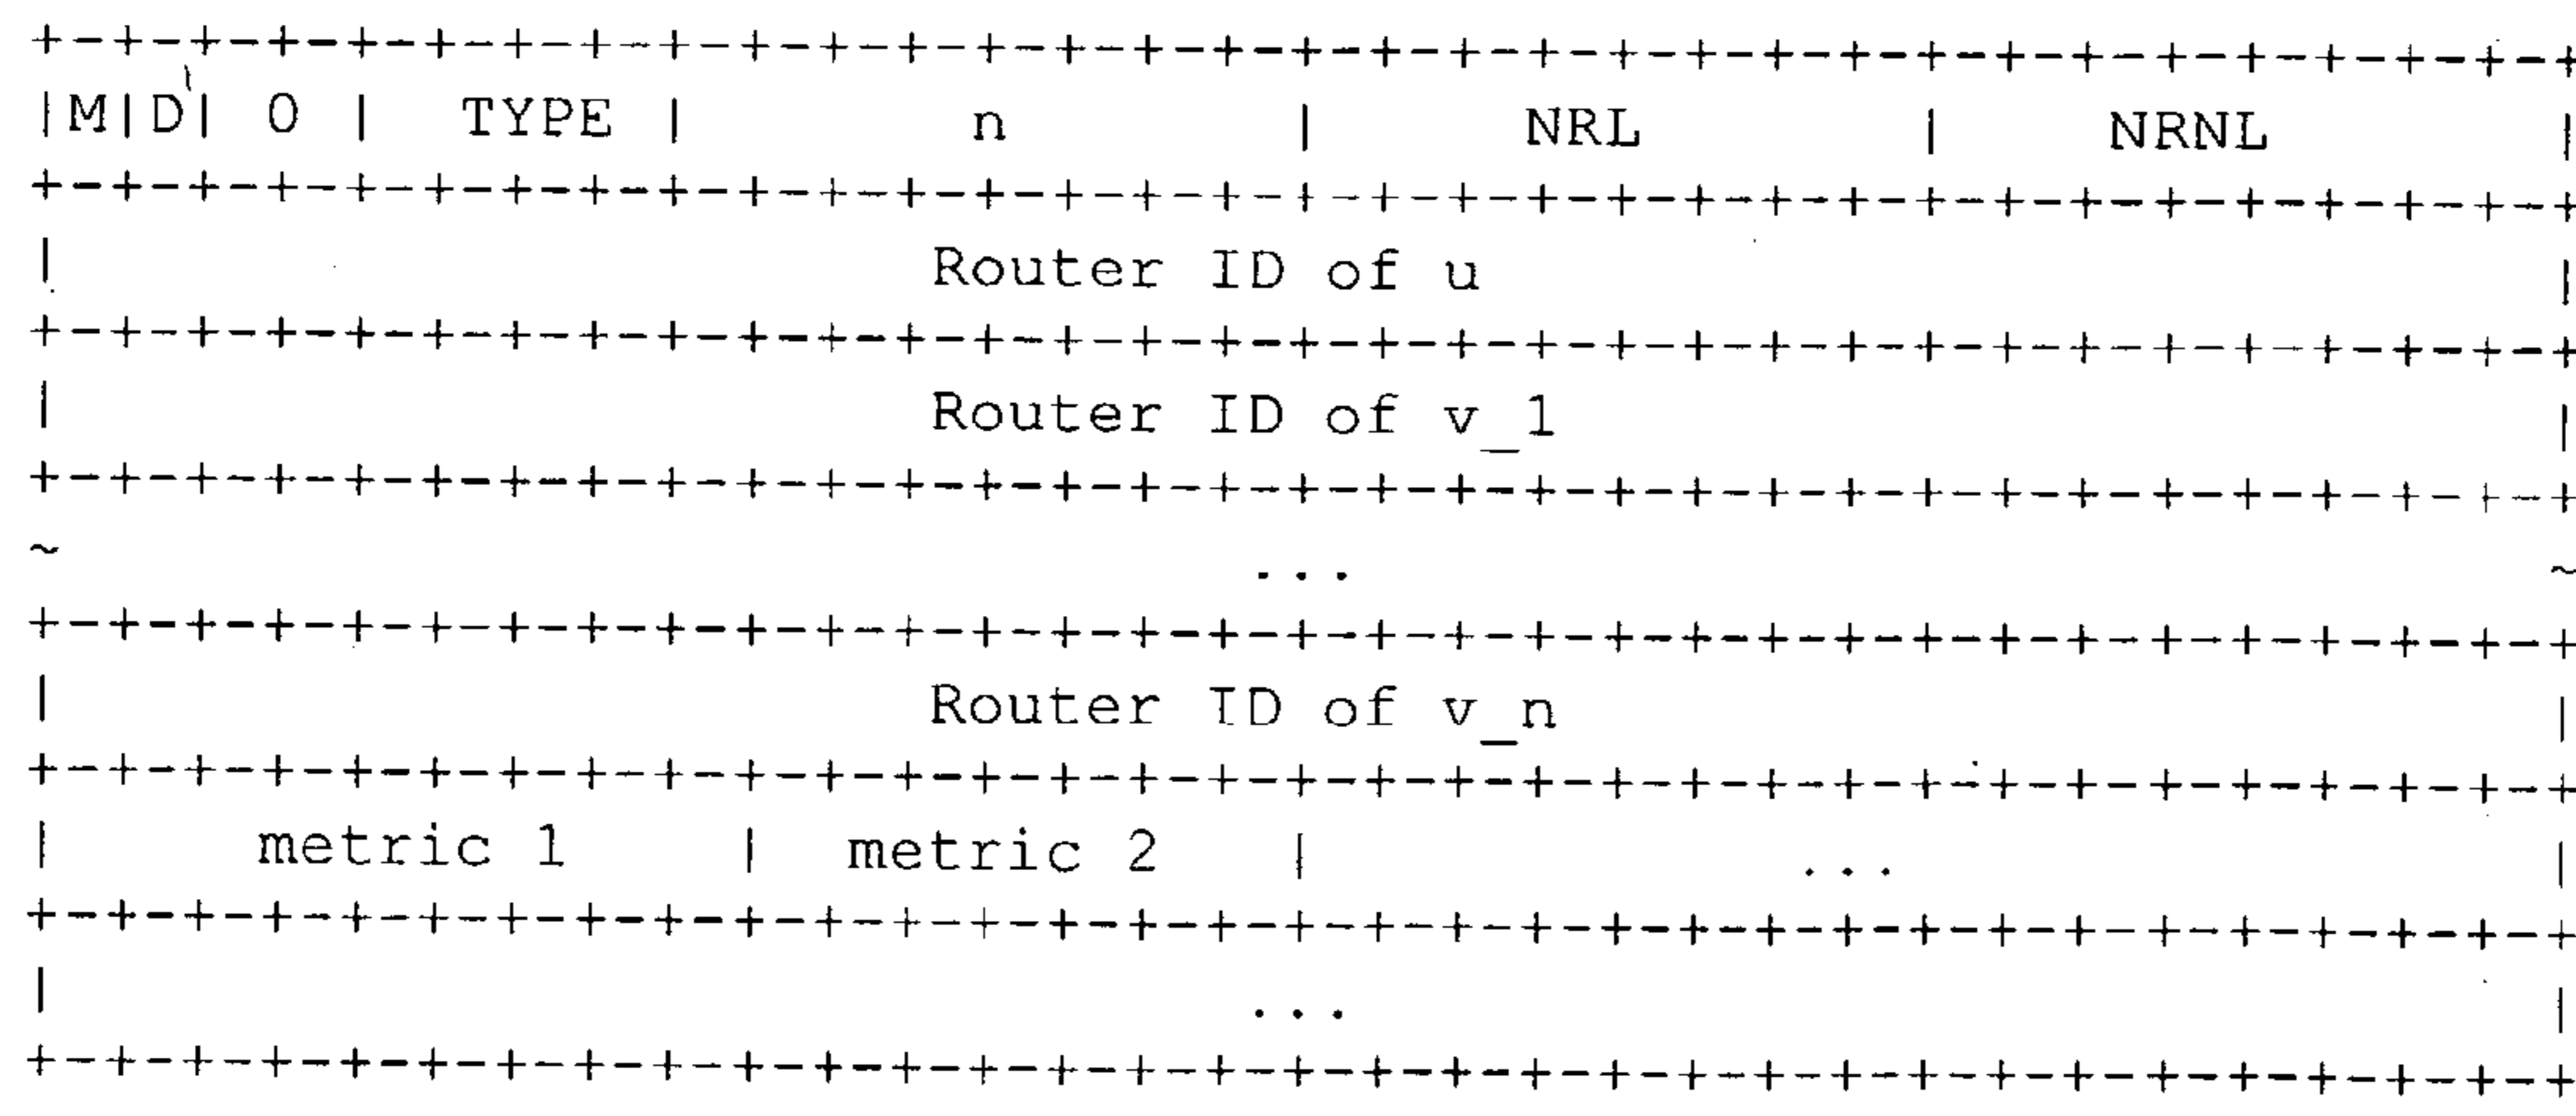 +-+-+-+-+-+-+-+-+-+-+-+-+-+-+-+-+-+-+-+-+-+-+-+-+-+-+-+-+-+-+-+-+
|M|D| 0 |  TYPE |       n       |      NRL      |      NRNL     |
+-+-+-+-+-+-+-+-+-+-+-+-+-+-+-+-+-+-+-+-+-+-+-+-+-+-+-+-+-+-+-+-+
|                      Router ID of u                           |
+-+-+-+-+-+-+-+-+-+-+-+-+-+-+-+-+-+-+-+-+-+-+-+-+-+-+-+-+-+-+-+-+
|                      Router ID of v_1                         |
+-+-+-+-+-+-+-+-+-+-+-+-+-+-+-+-+-+-+-+-+-+-+-+-+-+-+-+-+-+-+-+-+
~                              ...                              ~
+-+-+-+-+-+-+-+-+-+-+-+-+-+-+-+-+-+-+-+-+-+-+-+-+-+-+-+-+-+-+-+-+
|                      Router ID of v_n                         |
+-+-+-+-+-+-+-+-+-+-+-+-+-+-+-+-+-+-+-+-+-+-+-+-+-+-+-+-+-+-+-+-+
|     metric 1    |  metric 2   |            ...                |
+-+-+-+-+-+-+-+-+-+-+-+-+-+-+-+-+-+-+-+-+-+-+-+-+-+-+-+-+-+-+-+-+
|                              ...                              |
+-+-+-+-+-+-+-+-+-+-+-+-+-+-+-+-+-+-+-+-+-+-+-+-+-+-+-+-+-+-+-+-+